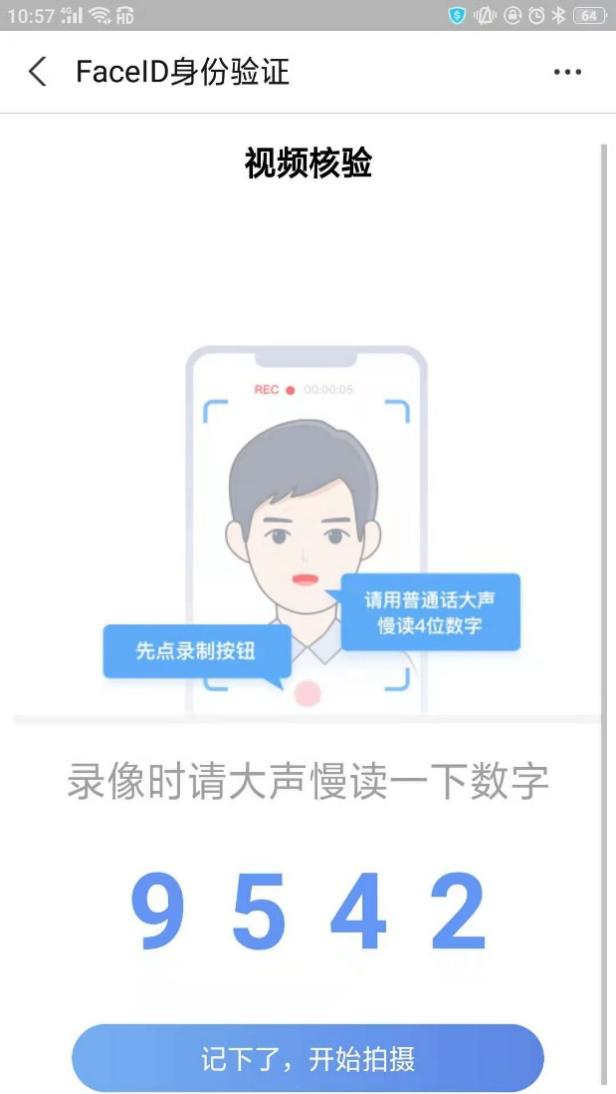 10:57 4G HD 64
FaceID身份验证
视频核验
REC 00:00:05
请用普通话大声
慢读4位数字
先点录制按钮
录像时请大声慢读一下数字
9 5 4 2
记下了，开始拍摄